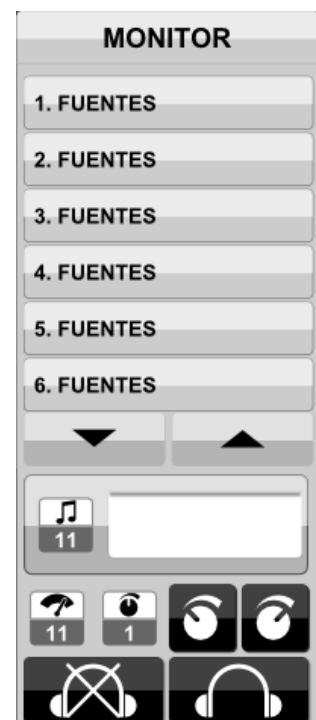 MONITOR
1. FUENTES
2. FUENTES
3. FUENTES
4. FUENTES
5. FUENTES
6. FUENTES
11
11 1